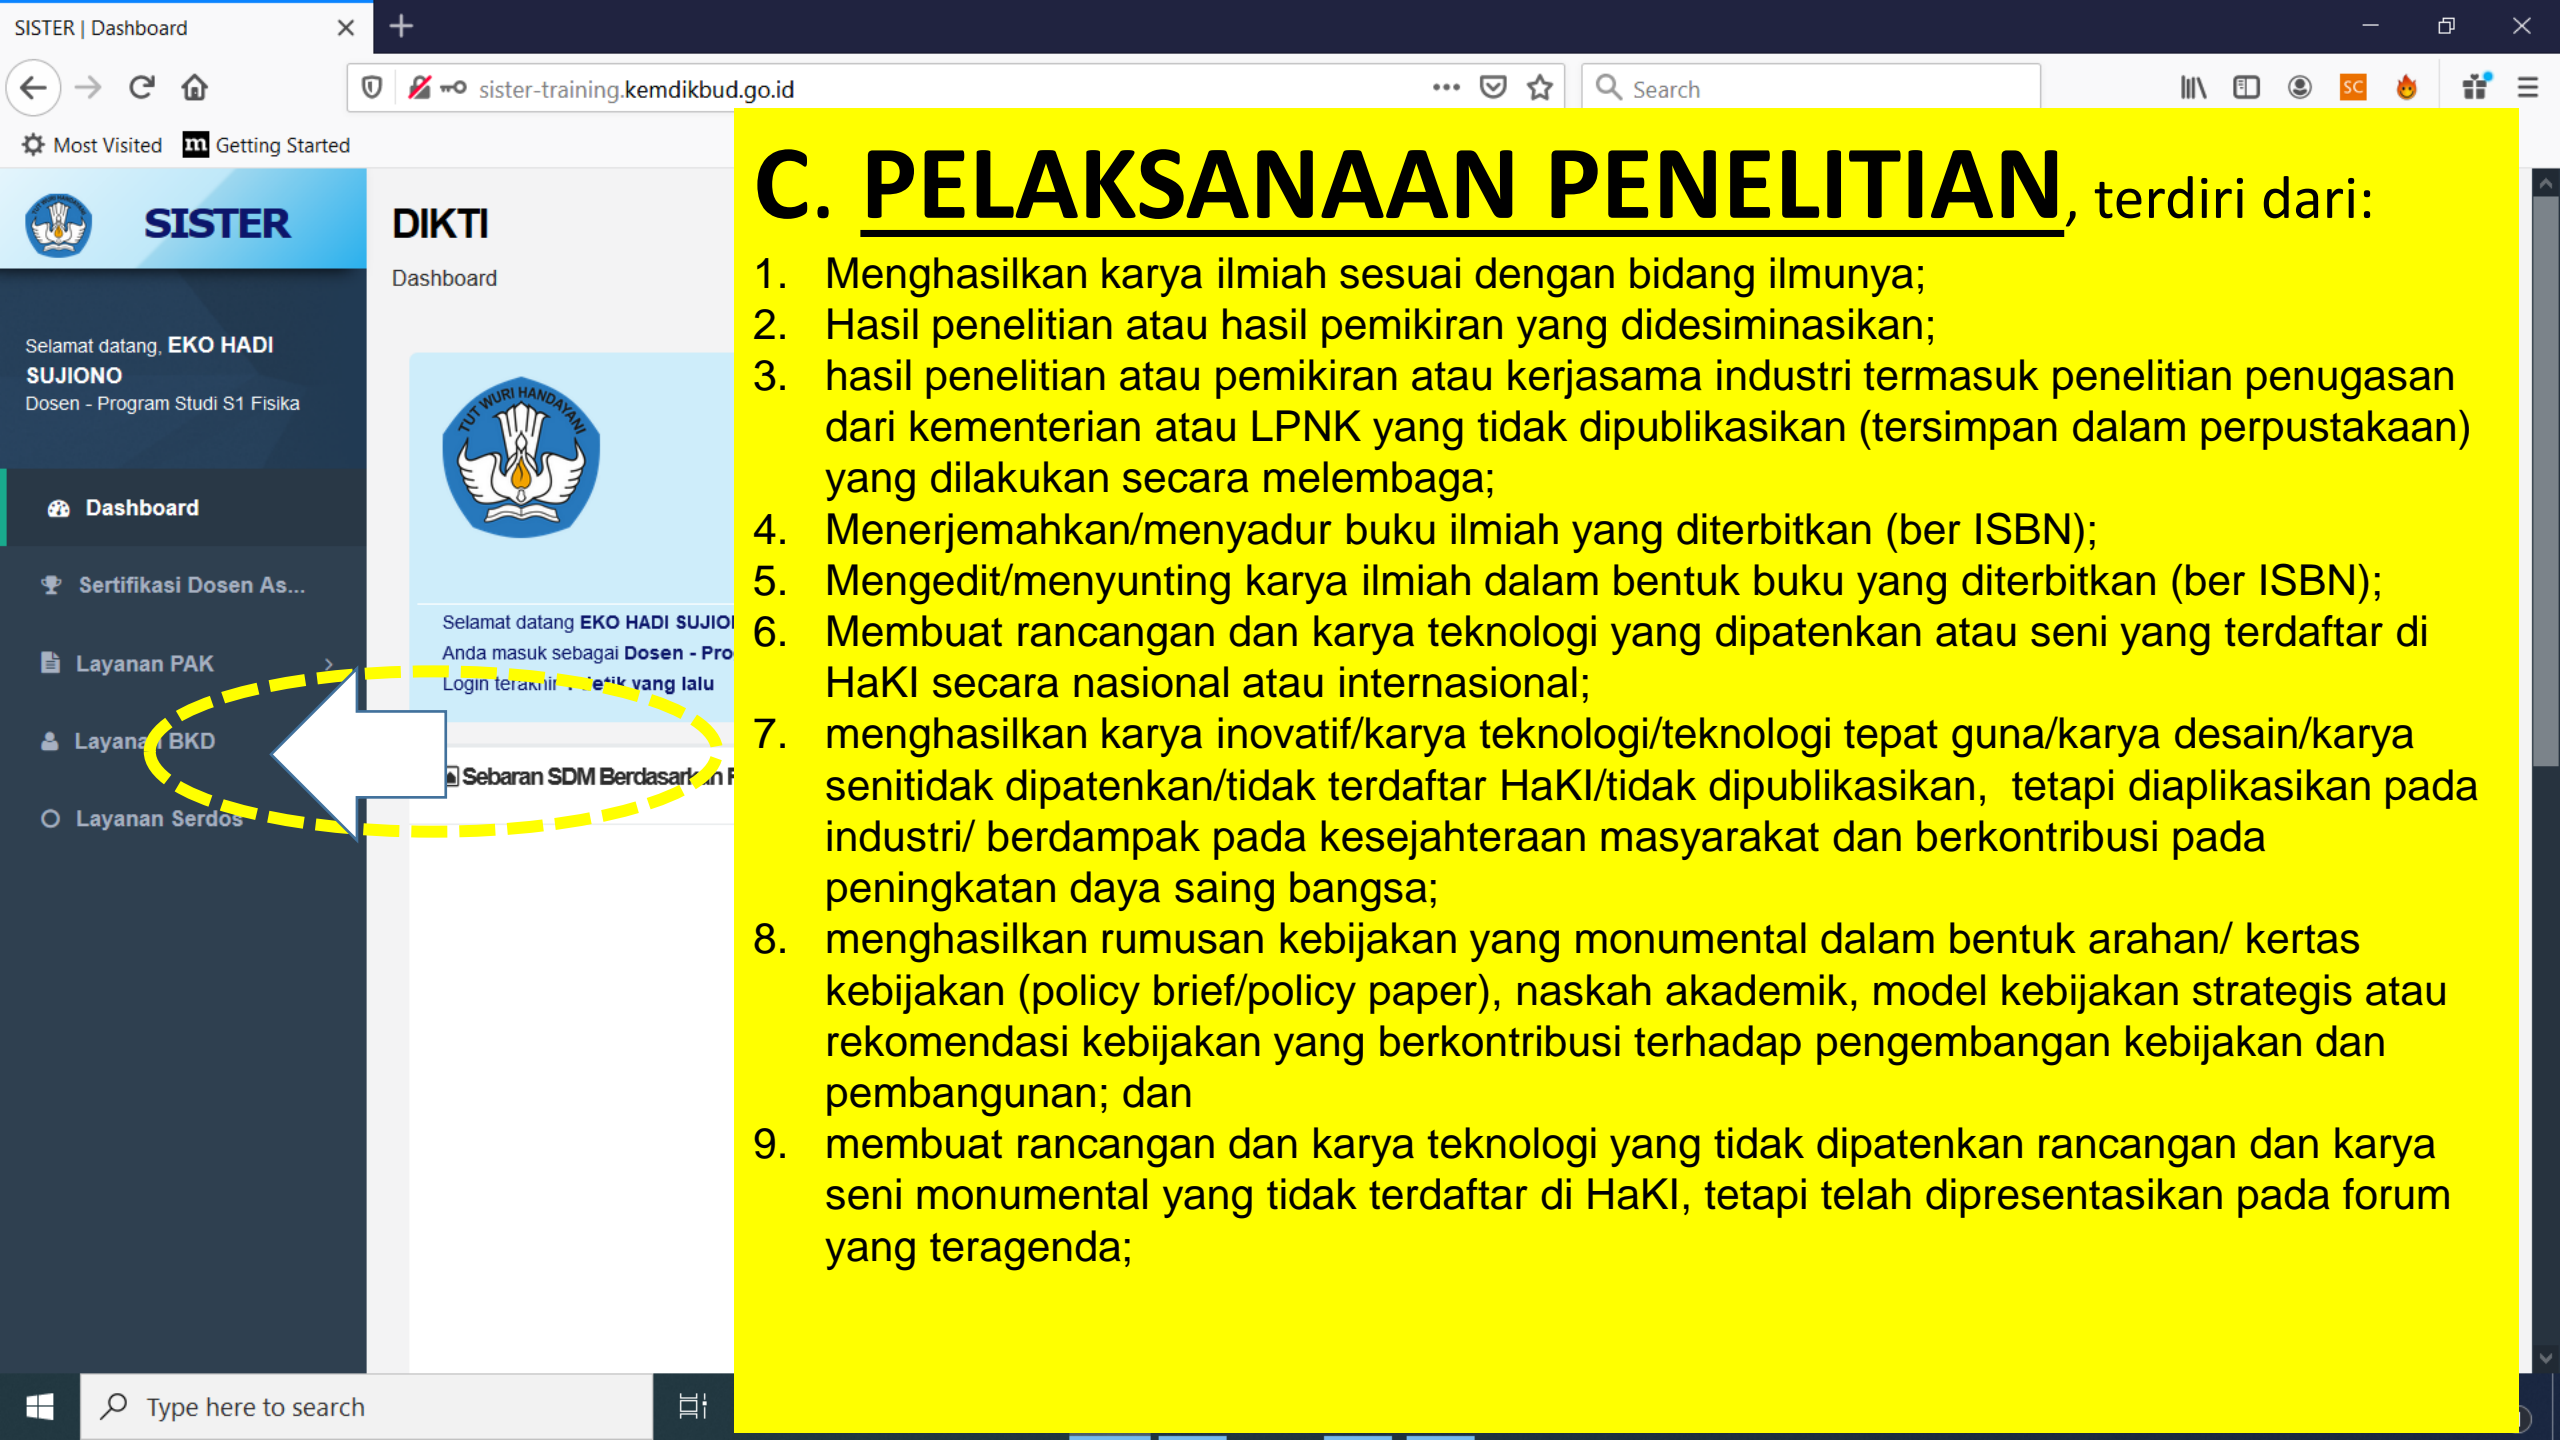 SISTER | Dashboard
sister-training.kemdikbud.go.id
Search
Most Visited
Getting Started
SISTER
Selamat datang, EKO HADI
SUJIONO
Dosen - Program Studi S1 Fisika
Dashboard
Sertifikasi Dosen As...
Layanan PAK
Layanan BKD
Layanan Serdos
DIKTI
Dashboard
TUT WURI HANDAYANI
Selamat datang EKO HADI SUJIO
Anda masuk sebagai Dosen - Pro
Login terakhir yang lalu
Sebaran SDM Berdasarkan F
C. PELAKSANAAN PENELITIAN, terdiri dari:
1. Menghasilkan karya ilmiah sesuai dengan bidang ilmunya;
2. Hasil penelitian atau hasil pemikiran yang didesiminasikan;
3. hasil penelitian atau pemikiran atau kerjasama industri termasuk penelitian penugasan
dari kementerian atau LPNK yang tidak dipublikasikan (tersimpan dalam perpustakaan)
yang dilakukan secara melembaga;
4. Menerjemahkan/menyadur buku ilmiah yang diterbitkan (ber ISBN);
5. Mengedit/menyunting karya ilmiah dalam bentuk buku yang diterbitkan (ber ISBN);
6. Membuat rancangan dan karya teknologi yang dipatenkan atau seni yang terdaftar di
HaKI secara nasional atau internasional;
7. menghasilkan karya inovatif/karya teknologi/teknologi tepat guna/karya desain/karya
senitidak dipatenkan/tidak terdaftar HaKI/tidak dipublikasikan, tetapi diaplikasikan pada
industri/ berdampak pada kesejahteraan masyarakat dan berkontribusi pada
peningkatan daya saing bangsa;
8. menghasilkan rumusan kebijakan yang monumental dalam bentuk arahan/ kertas
kebijakan (policy brief/policy paper), naskah akademik, model kebijakan strategis atau
rekomendasi kebijakan yang berkontribusi terhadap pengembangan kebijakan dan
pembangunan; dan
9. membuat rancangan dan karya teknologi yang tidak dipatenkan rancangan dan karya
seni monumental yang tidak terdaftar di HaKI, tetapi telah dipresentasikan pada forum
yang teragenda;
Type here to search